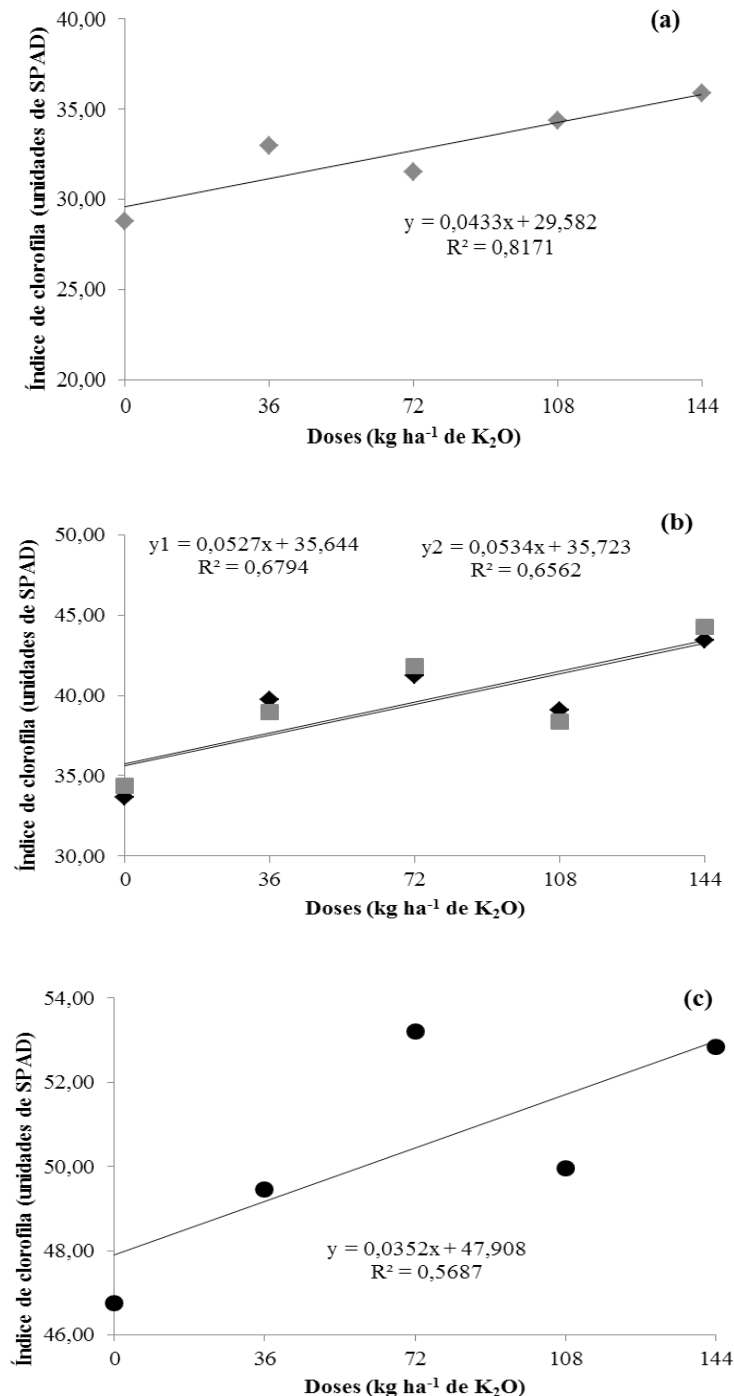 (a)
Índice de clorofila (unidades de SPAD)
40,00
35,00
30,00
25,00
20,00
y = 0,0433x + 29,582
R² = 0,8171
0 36 72 108 144
Doses (kg ha⁻¹ de K₂O)
(b)
Índice de clorofila (unidades de SPAD)
50,00
45,00
40,00
35,00
30,00
y1 = 0,0527x + 35,644
R² = 0,6794
y2 = 0,0534x + 35,723
R² = 0,6562
0 36 72 108 144
Doses (kg ha⁻¹ de K₂O)
(c)
Índice de clorofila (unidades de SPAD)
54,00
52,00
50,00
48,00
46,00
y = 0,0352x + 47,908
R² = 0,5687
0 36 72 108 144
Doses (kg ha⁻¹ de K₂O)